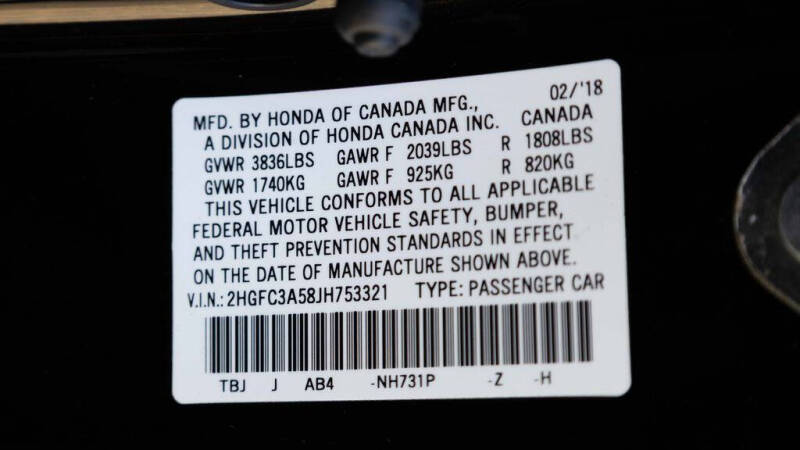 MFD. BY HONDA OF CANADA MFG., 02/'18
A DIVISION OF HONDA CANADA INC. CANADA
GVWR 3836LBS GAWR F 2039LBS R 1808LBS
GVWR 1740KG GAWR F 925KG R 820KG
THIS VEHICLE CONFORMS TO ALL APPLICABLE
FEDERAL MOTOR VEHICLE SAFETY, BUMPER,
AND THEFT PREVENTION STANDARDS IN EFFECT
ON THE DATE OF MANUFACTURE SHOWN ABOVE.
V.I.N.: 2HGFC3A58JH753321 TYPE: PASSENGER CAR
TBJ J AB4 -NH731P -Z -H